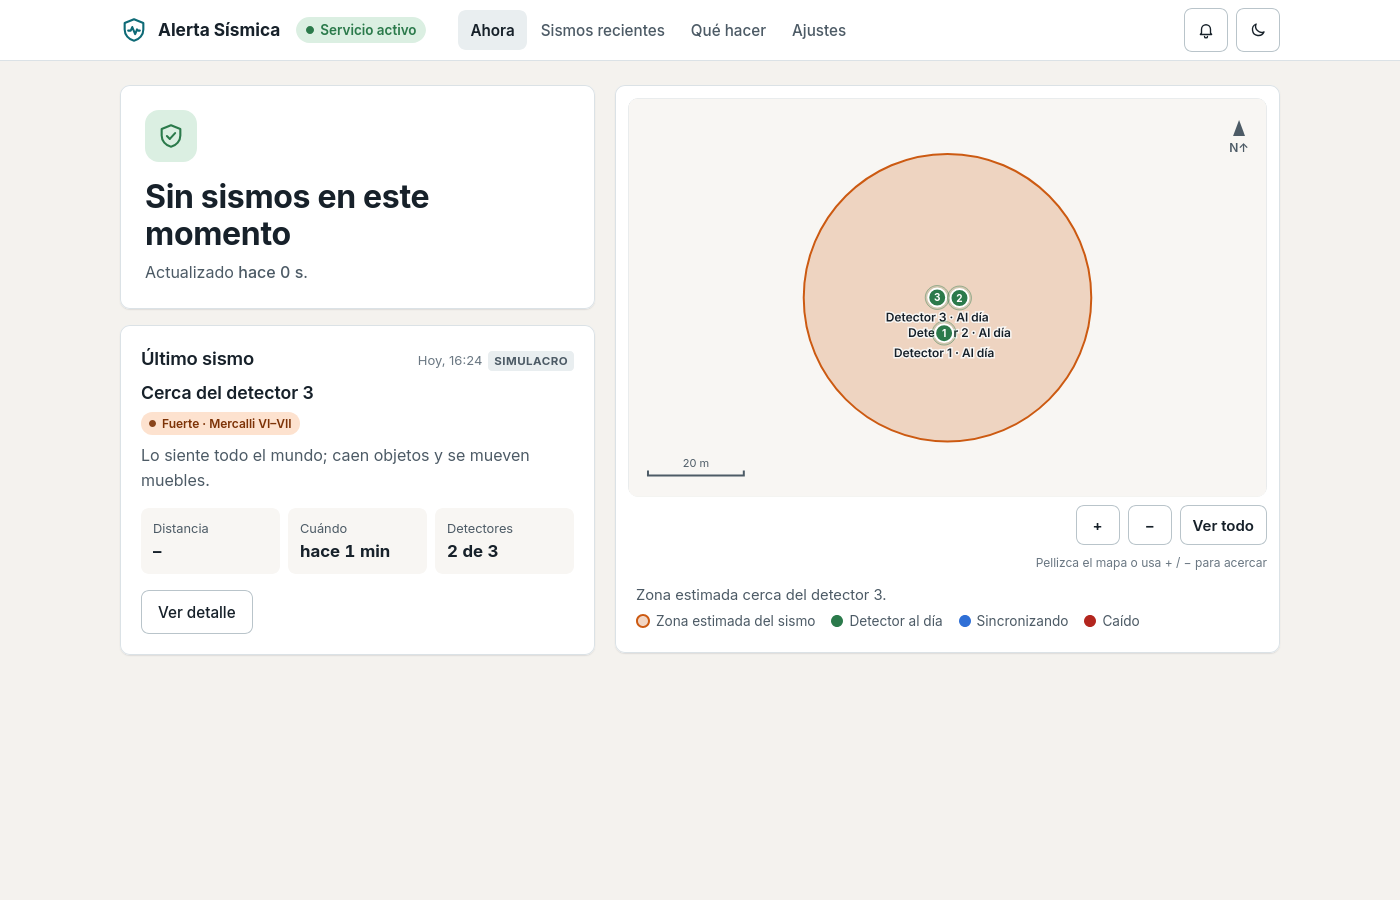 Alerta Sísmica
Servicio activo
Ahora
Sismos recientes
Qué hacer
Ajustes
Sin sismos en este
momento
Actualizado hace 0 s.
Último sismo
Hoy, 16:24
SIMULACRO
Cerca del detector 3
Fuerte · Mercalli VI–VII
Lo siente todo el mundo; caen objetos y se mueven
muebles.
Distancia
–
Cuándo
hace 1 min
Detectores
2 de 3
Ver detalle
N↑
3
2
Detector 3 · Al día
Dete r 2 · Al día
1
Detector 1 · Al día
20 m
+
−
Ver todo
Pellizca el mapa o usa + / − para acercar
Zona estimada cerca del detector 3.
Zona estimada del sismo
Detector al día
Sincronizando
Caído